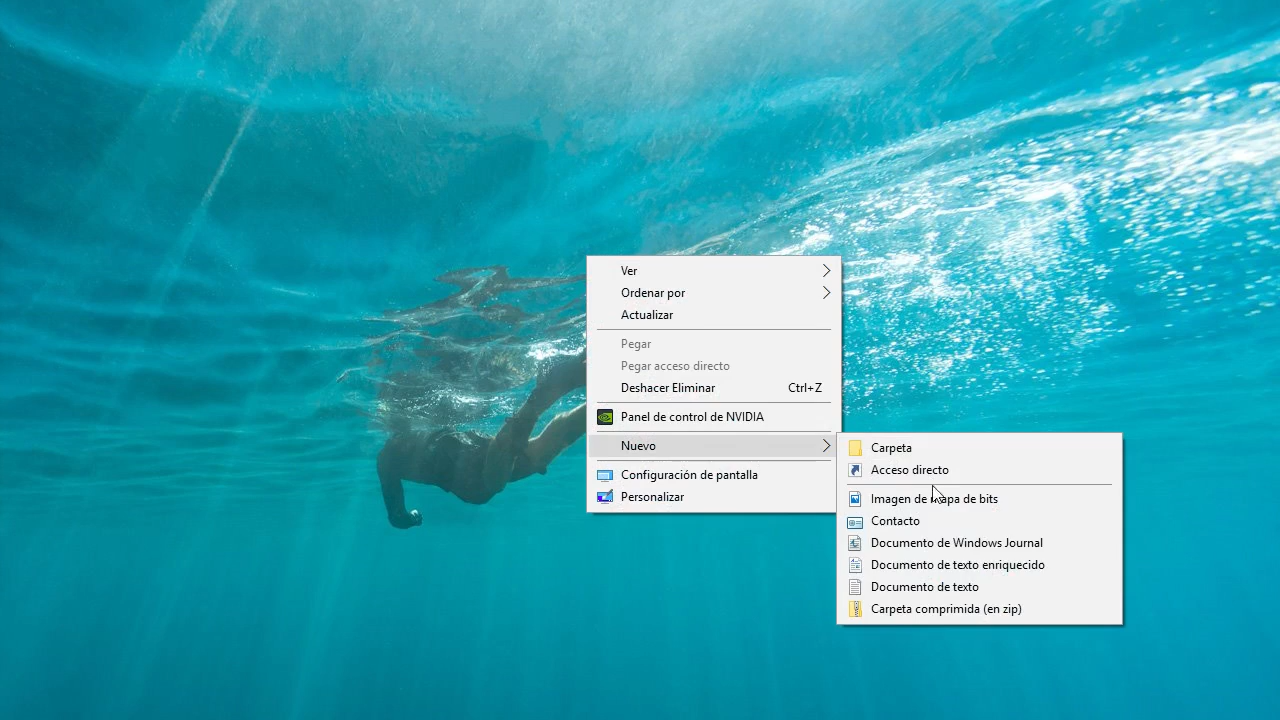 Ver
Ordenar por
Actualizar
Pegar
Pegar acceso directo
Deshacer Eliminar Ctrl+Z
Panel de control de NVIDIA
Nuevo
Configuración de pantalla
Personalizar
Carpeta
Acceso directo
Imagen de mapa de bits
Contacto
Documento de Windows Journal
Documento de texto enriquecido
Documento de texto
Carpeta comprimida (en zip)